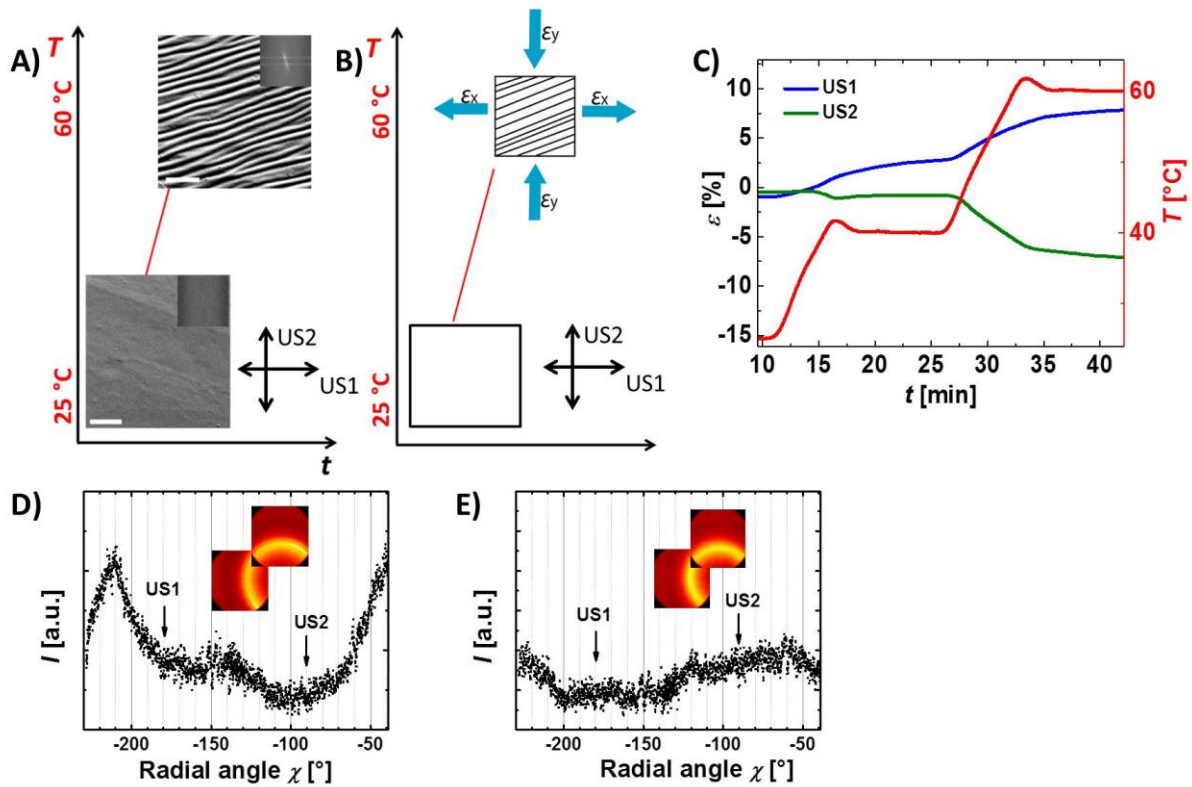 A)
T
60 °C
25 °C
US2
US1
t
B)
T
60 °C
25 °C
εy
εx
εx
εy
US2
US1
C)
10
5
0
-5
-10
-15
ε [%]
US1
US2
60
40
T [°C]
10 15 20 25 30 35 40
t [min]
D)
I [a.u.]
US1
US2
-200 -150 -100 -50
Radial angle χ [°]
E)
I [a.u.]
US1
US2
-200 -150 -100 -50
Radial angle χ [°]